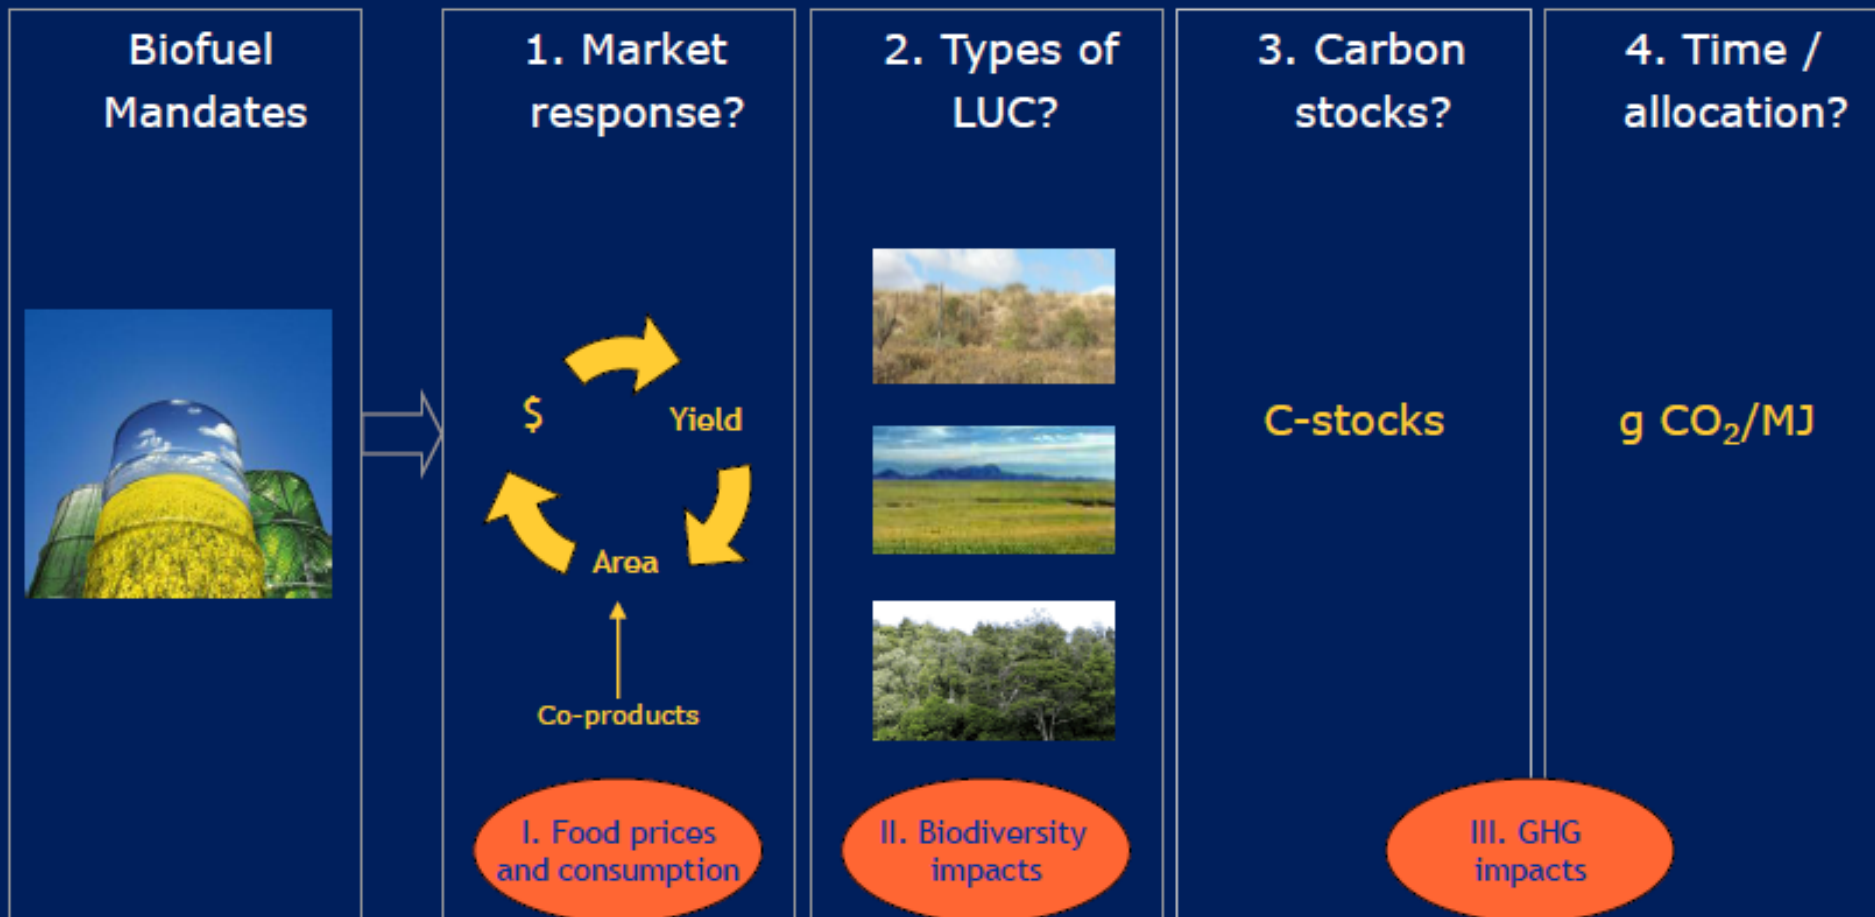 Biofuel
Mandates
1. Market
response?
$
Yield
Area
Co-products
I. Food prices
and consumption
2. Types of
LUC?
II. Biodiversity
impacts
3. Carbon
stocks?
C-stocks
4. Time /
allocation?
g CO₂/MJ
III. GHG
impacts